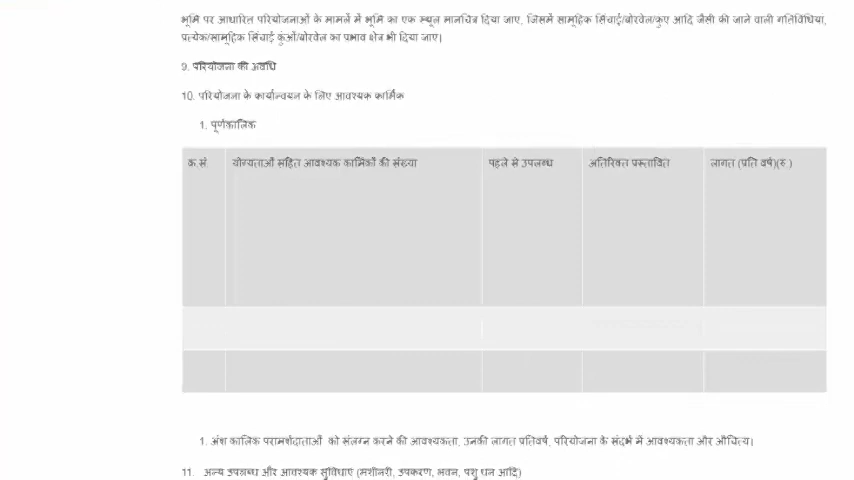 भूमि पर आधारित परियोजनाओं के मामले में भूमि का एक स्थूल मानचित्र दिया जाए, जिसमें सामूहिक सिंचाई/बोरवेल/कुए आदि जैसी की जाने वाली गतिविधियां,
प्रत्येक/सामूहिक सिंचाई कुंओं/बोरवेल का प्रभाव क्षेत्र भी दिया जाए।
9. परियोजना की अवधि
10. परियोजना के कार्यान्वयन के लिए आवश्यक कार्मिक
1. पूर्णकालिक
क.सं योग्यताओं सहित आवश्यक कार्मिकों की संख्या पहले से उपलब्ध अतिरिक्त प्रस्तावित लागत (प्रति वर्ष)(रु.)
1. अंश कालिक परामर्शदाताओं को संलग्न करने की आवश्यकता, उनकी लागत प्रतिवर्ष, परियोजना के संदर्भ में आवश्यकता और औचित्य।
11. अन्य उपलब्ध और आवश्यक सुविधाएं (मशीनरी, उपकरण, भवन, पशु धन आदि)